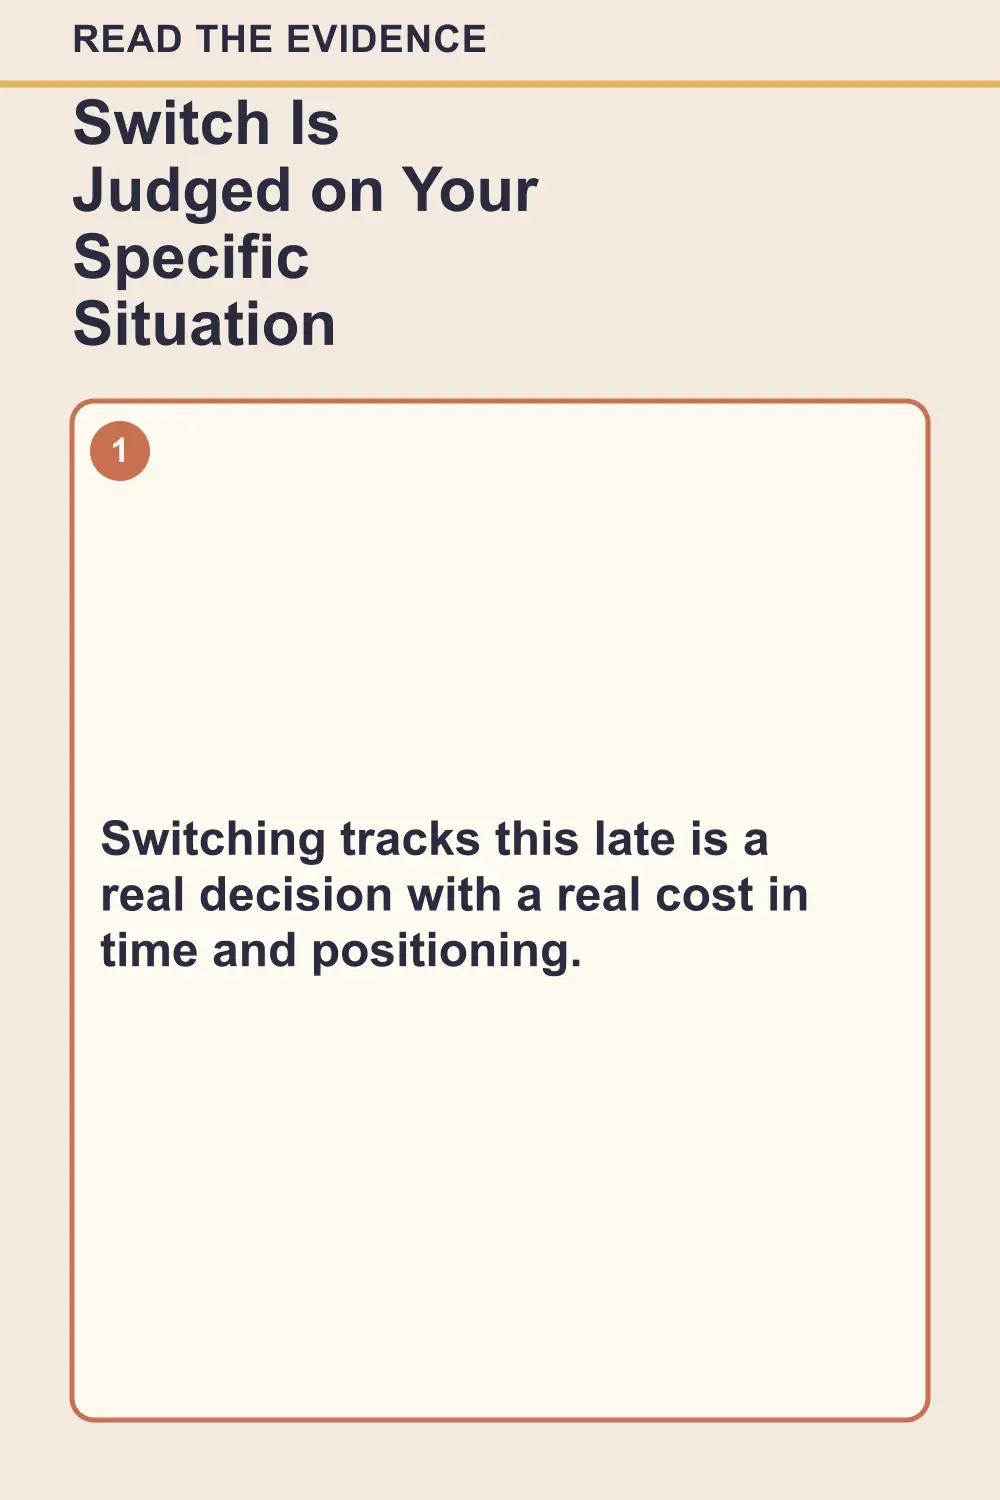 READ THE EVIDENCE
Switch Is
Judged on Your
Specific
Situation
1
Switching tracks this late is a
real decision with a real cost in
time and positioning.